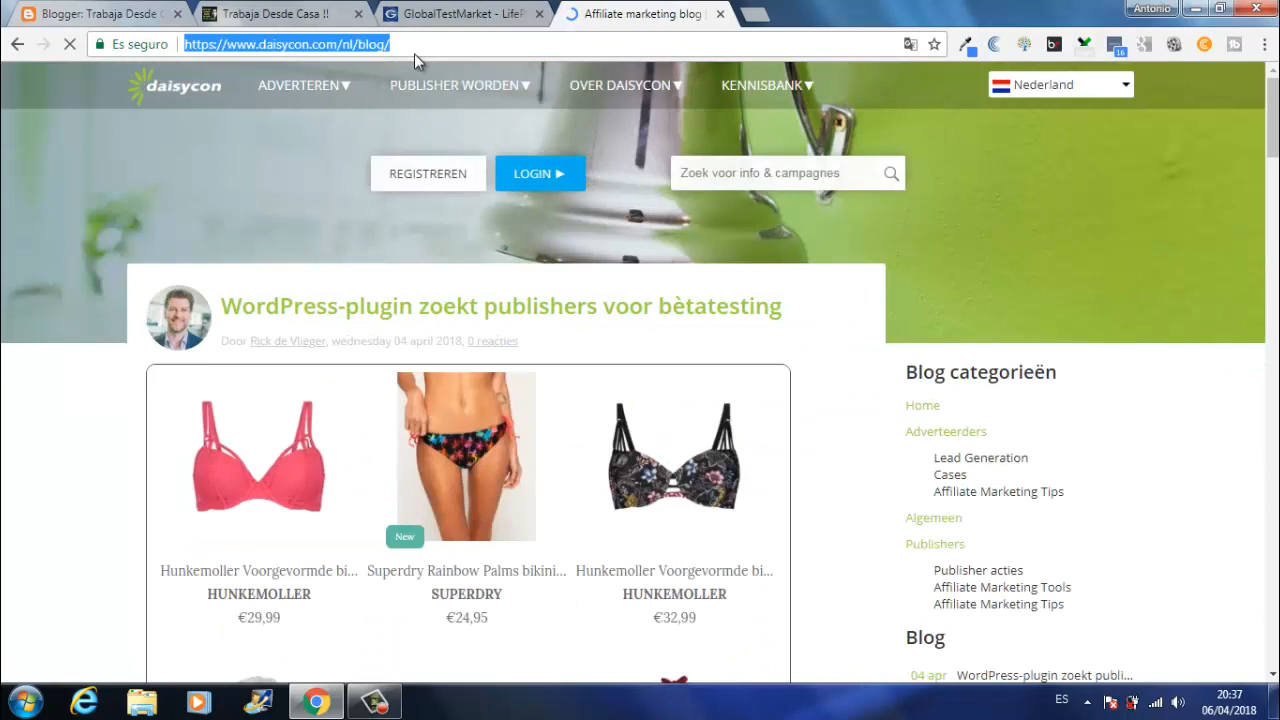 Blogger: Trabaja Desde C
Trabaja Desde Casa !!
GlobalTestMarket – LifeP
Affiliate marketing blog
Antonio
Es seguro
https://www.daisycon.com/nl/blog/
16
daisycon
ADVERTEREN▼
PUBLISHER WORDEN▼
OVER DAISYCON▼
KENNISBANK▼
Nederland
REGISTREREN
LOGIN ►
Zoek voor info & campagnes
WordPress-plugin zoekt publishers voor bètatesting
Door Rick de Vlieger, wednesday 04 april 2018, 0 reacties
New
Hunkemoller Voorgevormde bi...
HUNKEMOLLER
€29,99
Superdry Rainbow Palms bikini...
SUPERDRY
€24,95
Hunkemoller Voorgevormde bi...
HUNKEMOLLER
€32,99
Blog categorieën
Home
Adverteerders
Lead Generation
Cases
Affiliate Marketing Tips
Algemeen
Publishers
Publisher acties
Affiliate Marketing Tools
Affiliate Marketing Tips
Blog
04 apr WordPress-plugin zoekt publi...
ES
20:37
06/04/2018